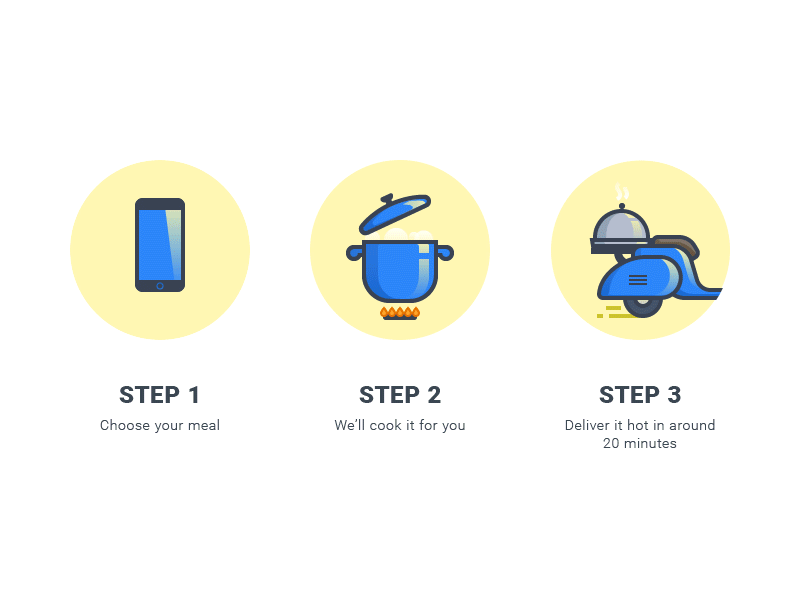 STEP 1
Choose your meal
STEP 2
We’ll cook it for you
STEP 3
Deliver it hot in around
20 minutes